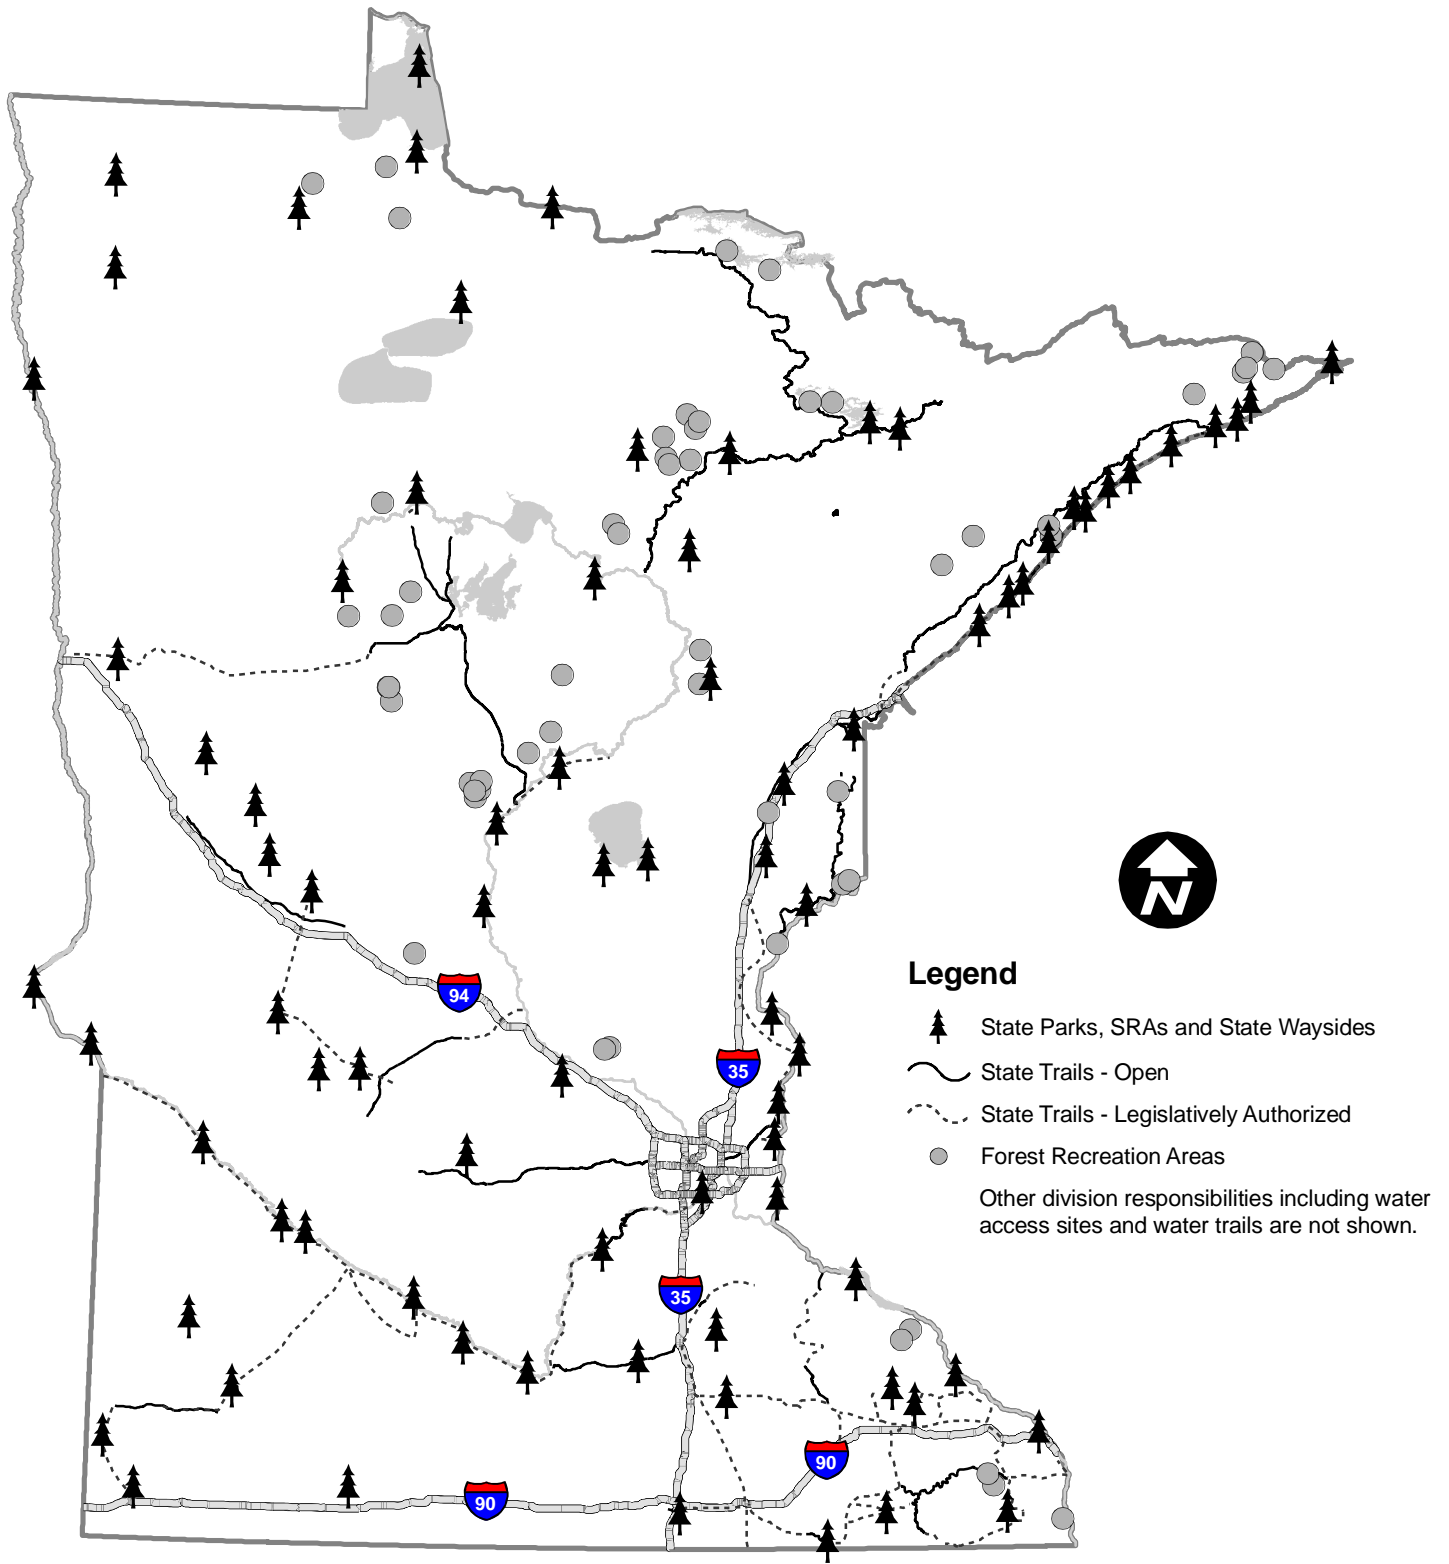 N
Legend
94
State Parks, SRAs and State Waysides
35
State Trails - Open
State Trails - Legislatively Authorized
Forest Recreation Areas
Other division responsibilities including water
access sites and water trails are not shown.
35
90
90